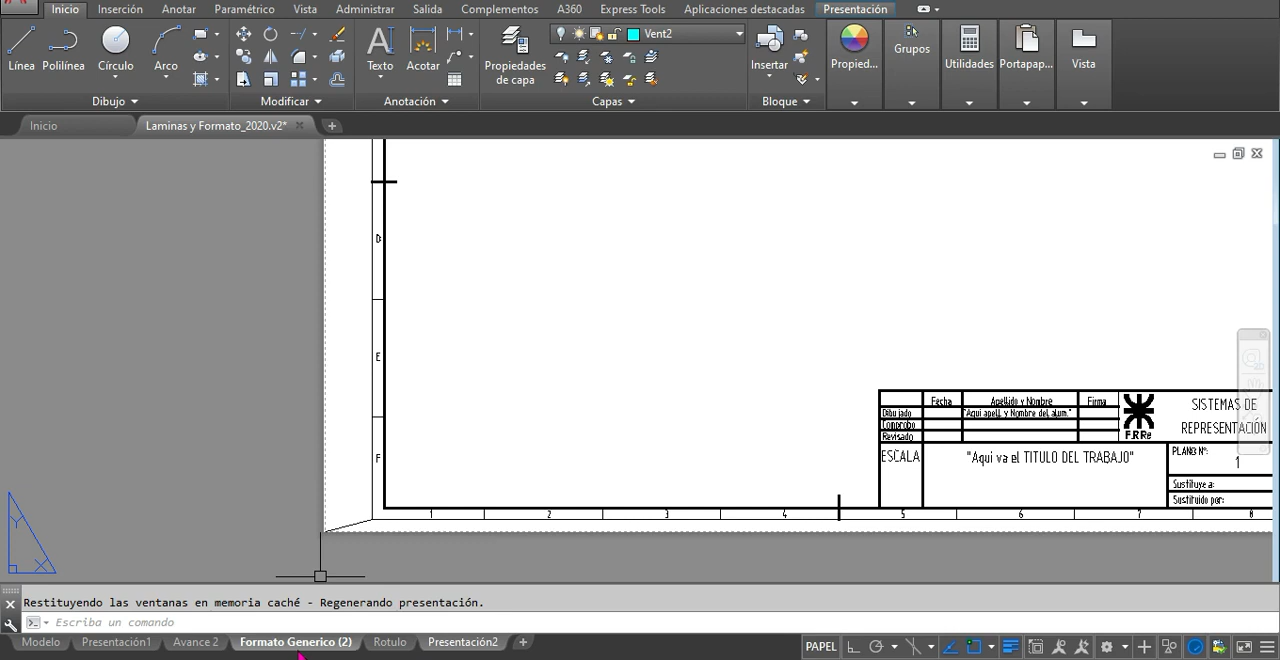 Inicio Inserción Anotar Paramétrico Vista Administrar Salida Complementos A360 Express Tools Aplicaciones destacadas Presentación
Vent2
Línea Polilínea Círculo Arco
Texto Acotar
Propiedades de capa
Insertar
Propied... Grupos Utilidades Portapap... Vista
Dibujo Modificar Anotación Capas Bloque
Inicio Laminas y Formato_2020.v2*
D
E
F
1 2 3 4 5 6 7 8
Fecha Apellido y Nombre Firma
Dibujado "Aqui apell. y Nombre del alum."
Comprobo
Revisado
F.R.Re
SISTEMAS DE
REPRESENTACIÓN
ESCALA "Aqui va el TITULO DEL TRABAJO"
PLANO Nº:
1
Sustituye a:
Sustituido por:
Y
X
Restituyendo las ventanas en memoria caché - Regenerando presentación.
Escriba un comando
Modelo Presentación1 Avance 2 Formato Generico (2) Rotulo Presentación2
PAPEL